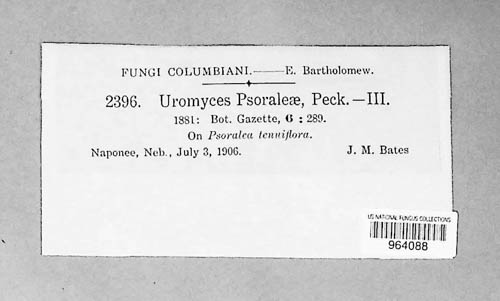 FUNGI COLUMBIANI.——E. Bartholomew.
2396. Uromyces Psoraleæ, Peck.—III.
1881: Bot. Gazette, 6 : 289.
On Psoralea tenuiflora.
Naponee, Neb., July 3, 1906. J. M. Bates
US NATIONAL FUNGUS COLLECTIONS
964088